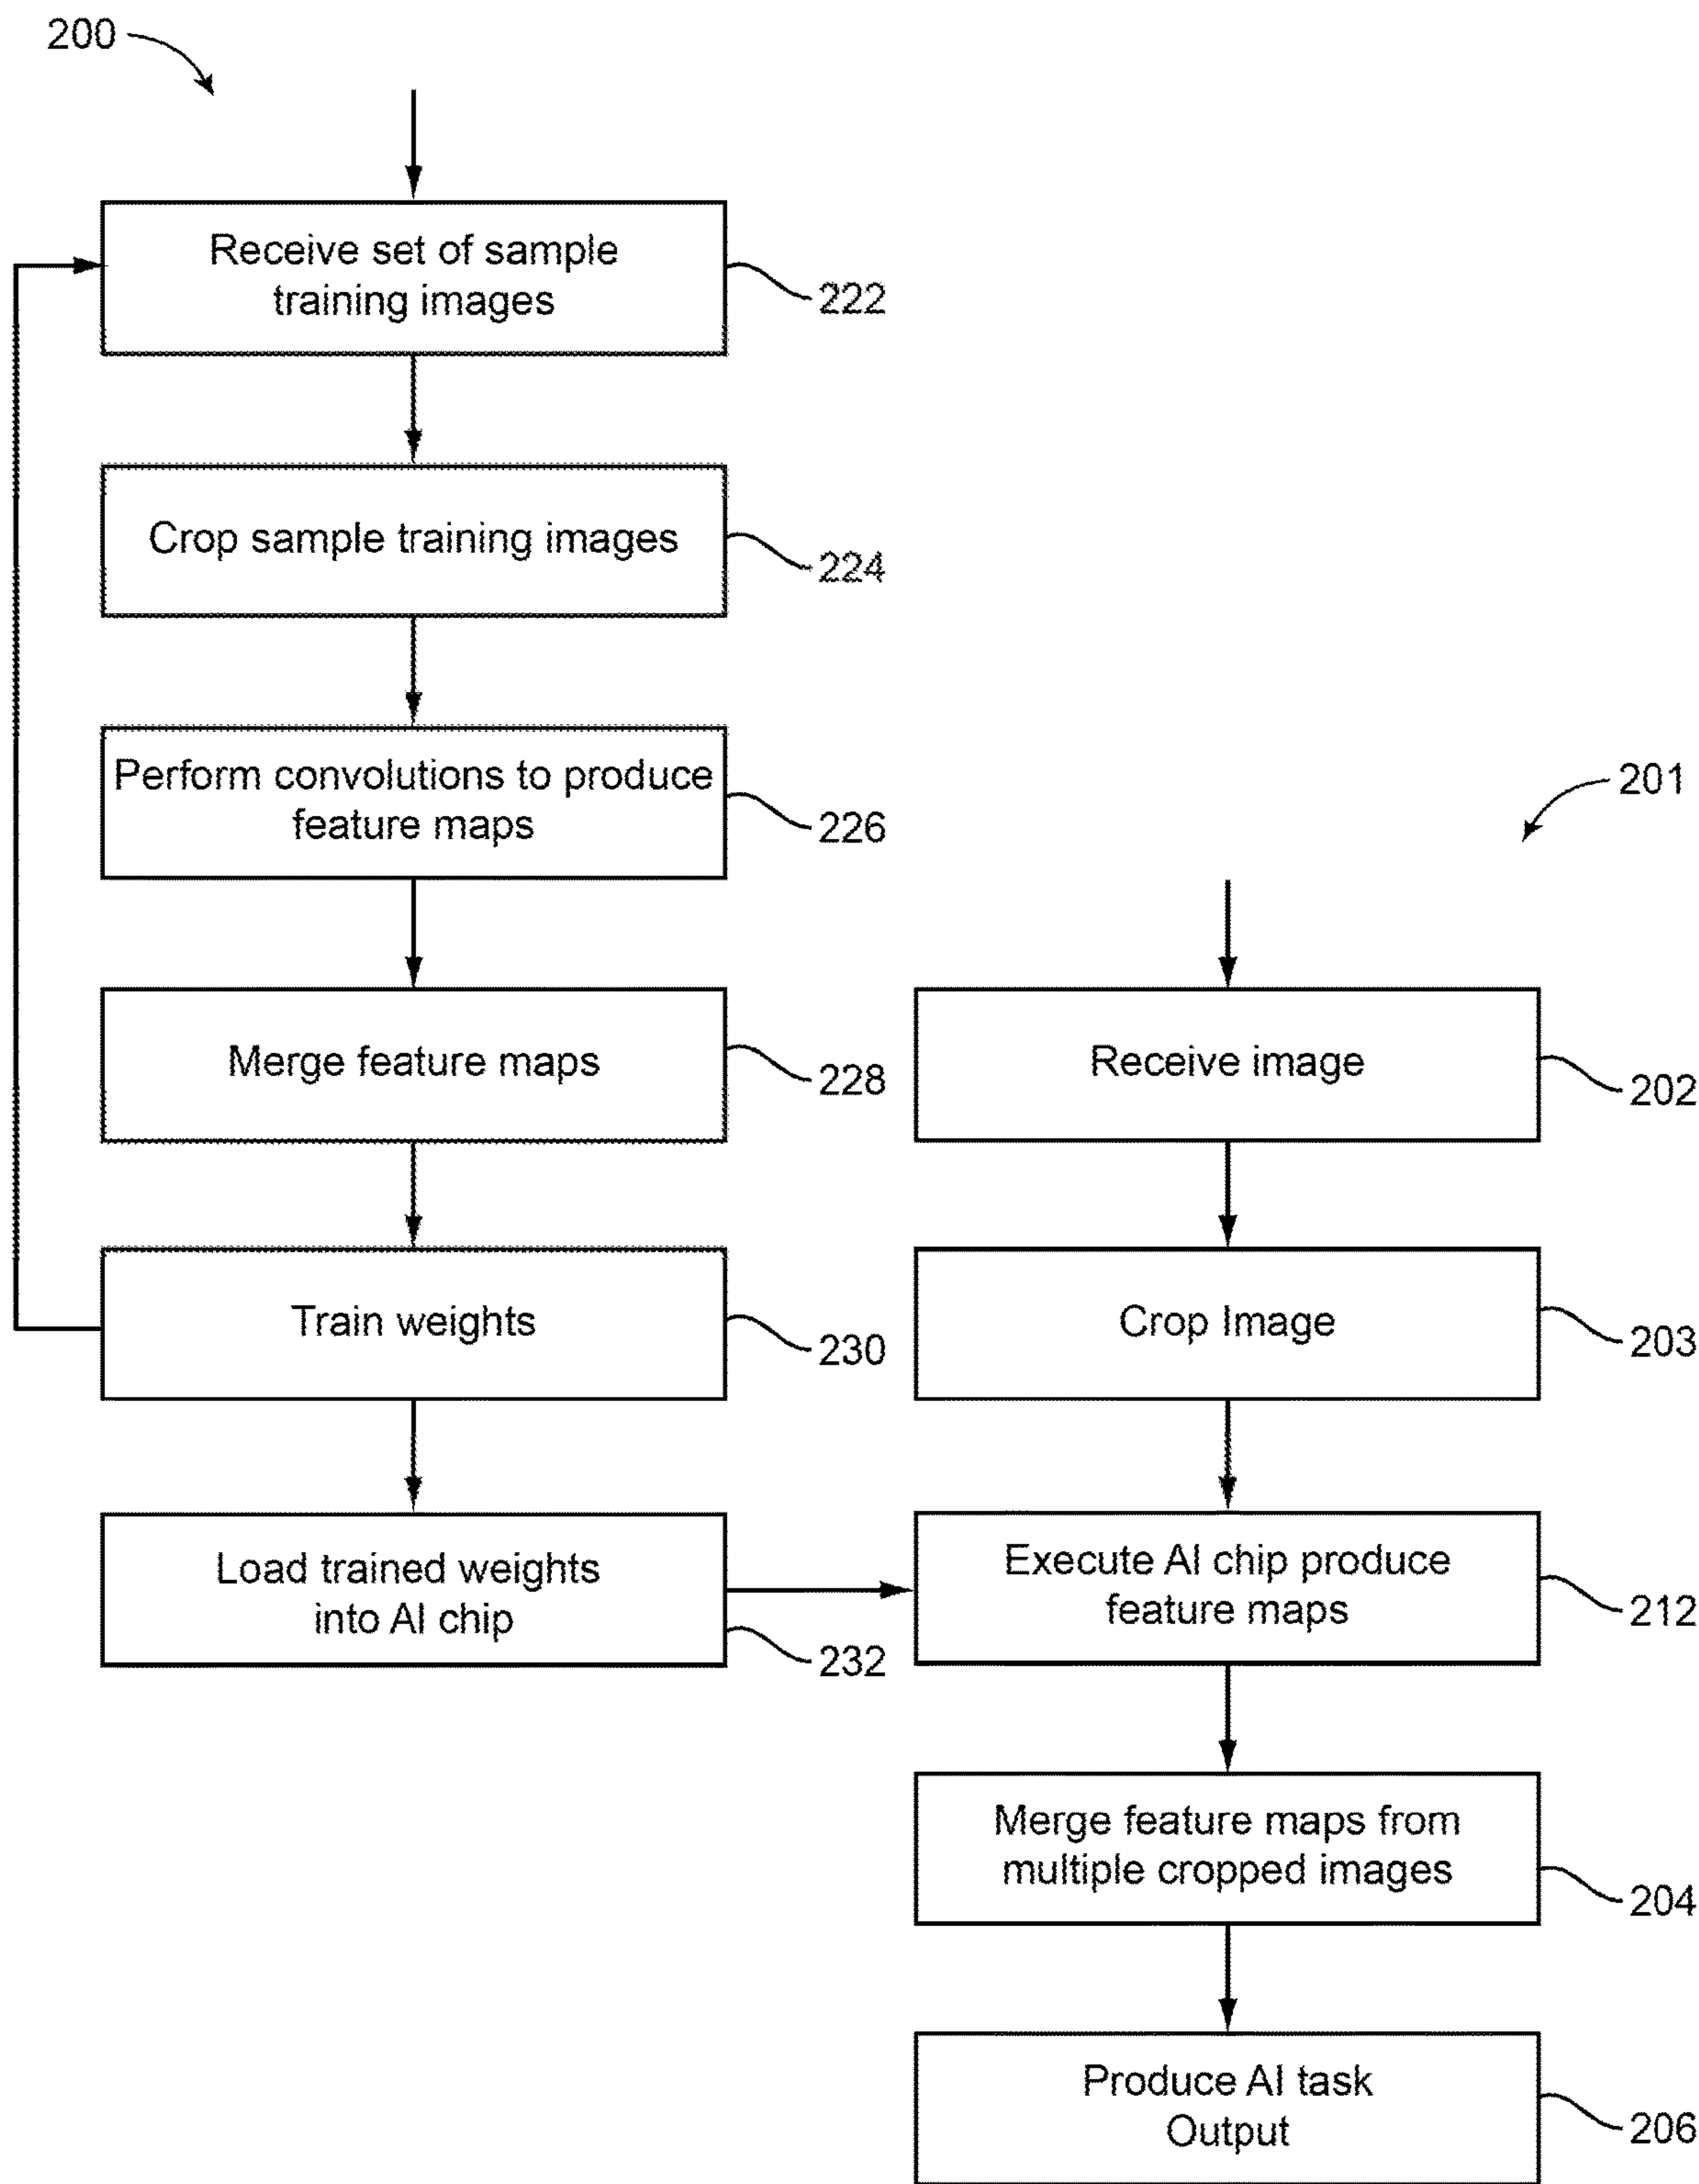 200
Receive set of sample
training images
222
Crop sample training images
224
Perform convolutions to produce
feature maps
226
Merge feature maps
228
Train weights
230
Load trained weights
into AI chip
232
201
Receive image
202
Crop Image
203
Execute AI chip produce
feature maps
212
Merge feature maps from
multiple cropped images
204
Produce AI task
Output
206